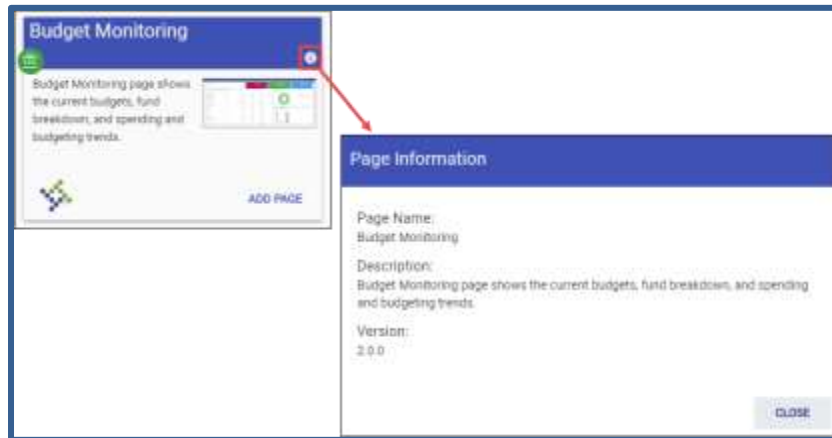 Budget Monitoring
Budget Monitoring page shows
the current budgets, fund
breakdown, and spending and
budgeting trends.
ADD PAGE
Page Information
Page Name:
Budget Monitoring
Description:
Budget Monitoring page shows the current budgets, fund breakdown, and spending
and budgeting trends.
Version:
2.0.0
CLOSE